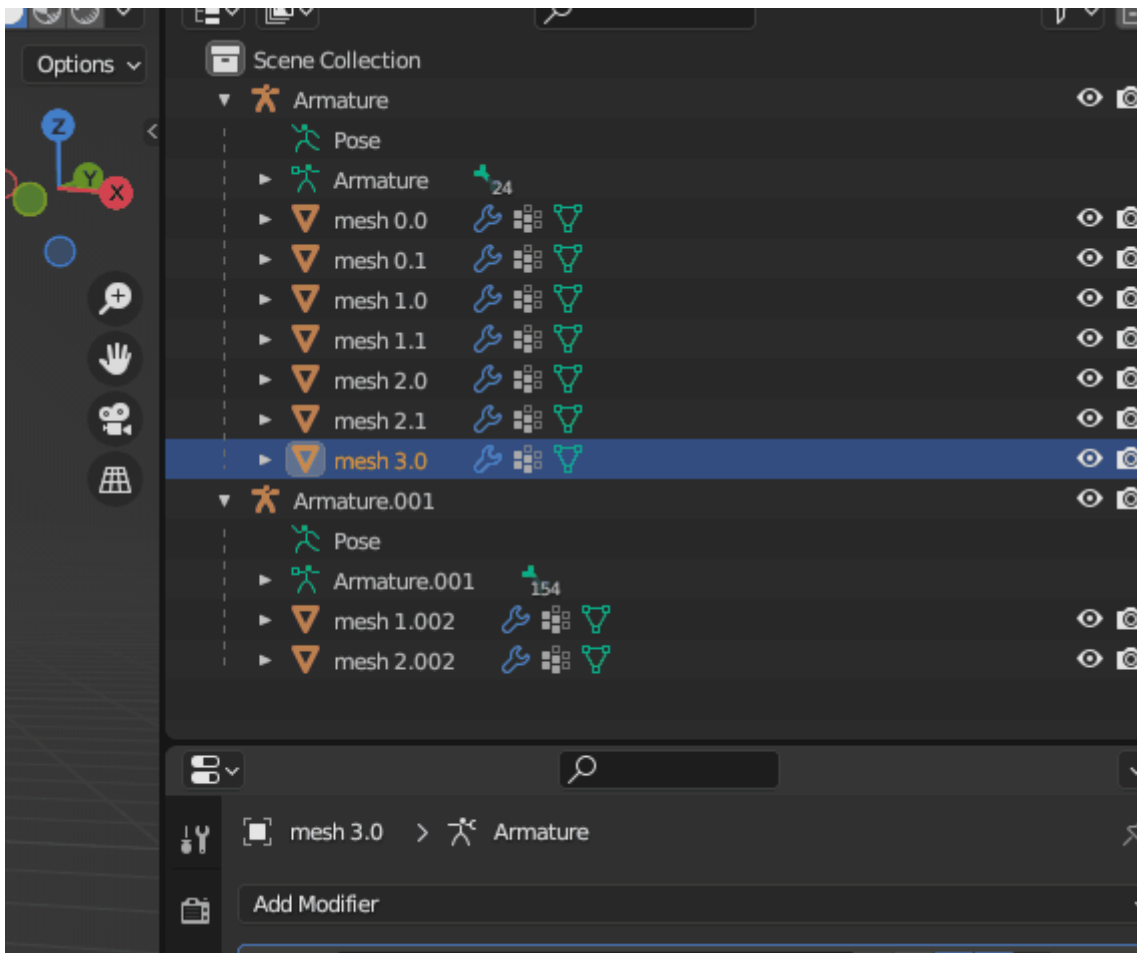 Options
Scene Collection
Armature
Pose
Armature 24
mesh 0.0
mesh 0.1
mesh 1.0
mesh 1.1
mesh 2.0
mesh 2.1
mesh 3.0
Armature.001
Pose
Armature.001 154
mesh 1.002
mesh 2.002
Z
Y
X
mesh 3.0 > Armature
Add Modifier